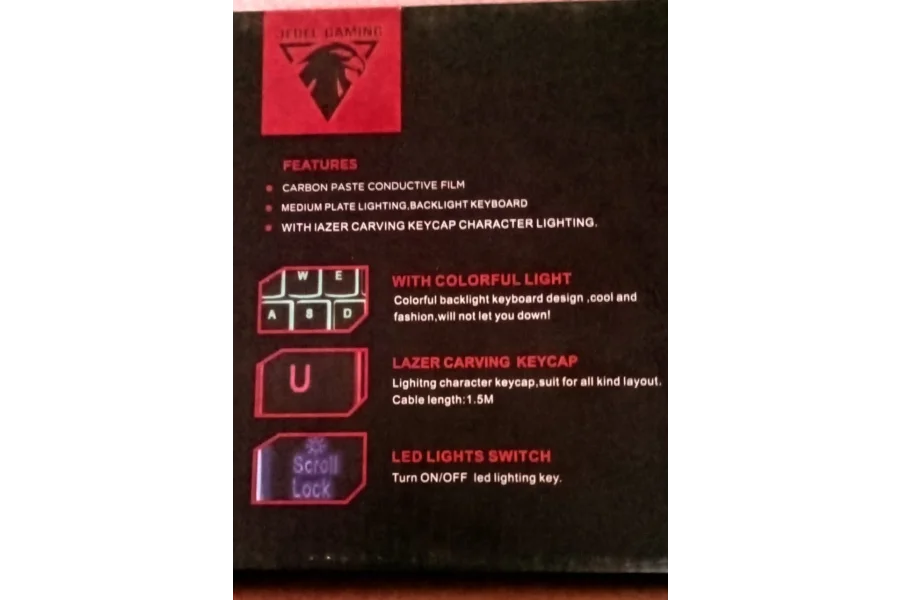 JEDEL GAMING
FEATURES
CARBON PASTE CONDUCTIVE FILM
MEDIUM PLATE LIGHTING,BACKLIGHT KEYBOARD
WITH lAZER CARVING KEYCAP CHARACTER LIGHTING.
W E
A S D
WITH COLORFUL LIGHT
Colorful backlight keyboard design ,cool and
fashion,will not let you down!
U
LAZER CARVING KEYCAP
Lighitng character keycap,suit for all kind layout.
Cable length:1.5M
Scroll
Lock
LED LIGHTS SWITCH
Turn ON/OFF led lighting key.